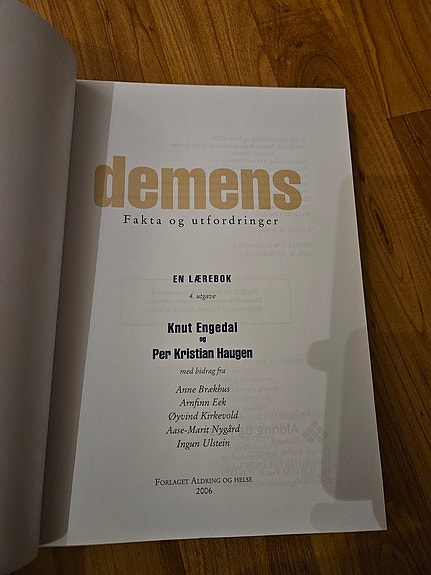 demens
Fakta og utfordringer
EN LÆREBOK
4. utgave
Knut Engedal
og
Per Kristian Haugen
med bidrag fra
Anne Brækhus
Arnfinn Eek
Øyvind Kirkevold
Aase-Marit Nygård
Ingun Ulstein
FORLAGET ALDRING OG HELSE
2006